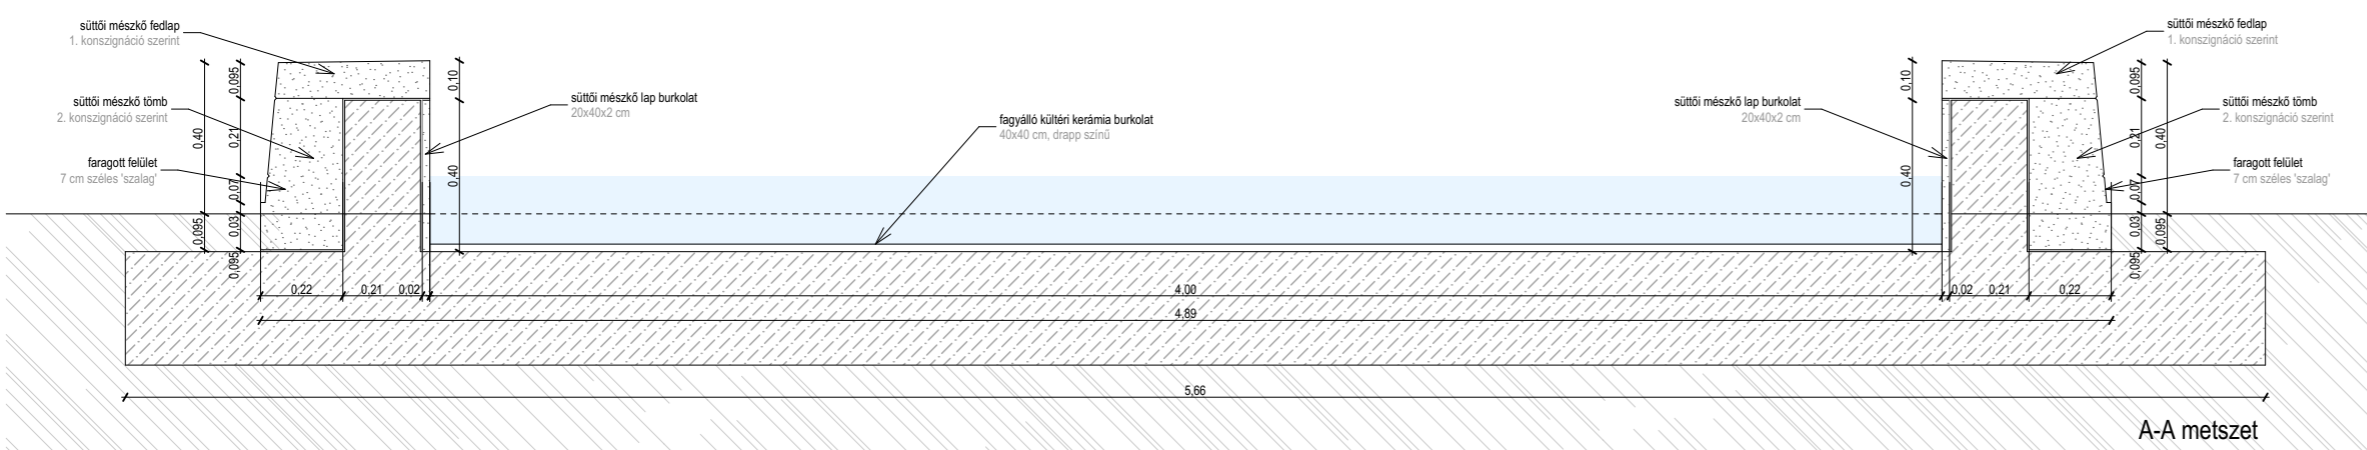 süttői mészkő fedlap
1. konszignáció szerint
süttői mészkő tömb
2. konszignáció szerint
faragott felület
7 cm széles 'szalag'
0,40
0,095
0,095
0,21
0,07
0,03
0,095
0,10
0,40
süttői mészkő lap burkolat
20x40x2 cm
fagyálló kültéri kerámia burkolat
40x40 cm, drapp színű
süttői mészkő lap burkolat
20x40x2 cm
0,10
0,40
süttői mészkő fedlap
1. konszignáció szerint
süttői mészkő tömb
2. konszignáció szerint
faragott felület
7 cm széles 'szalag'
0,095
0,21
0,07
0,03
0,095
0,40
0,095
0,22 0,21 0,02 4,00 0,02 0,21 0,22
4,89
5,66
A-A metszet